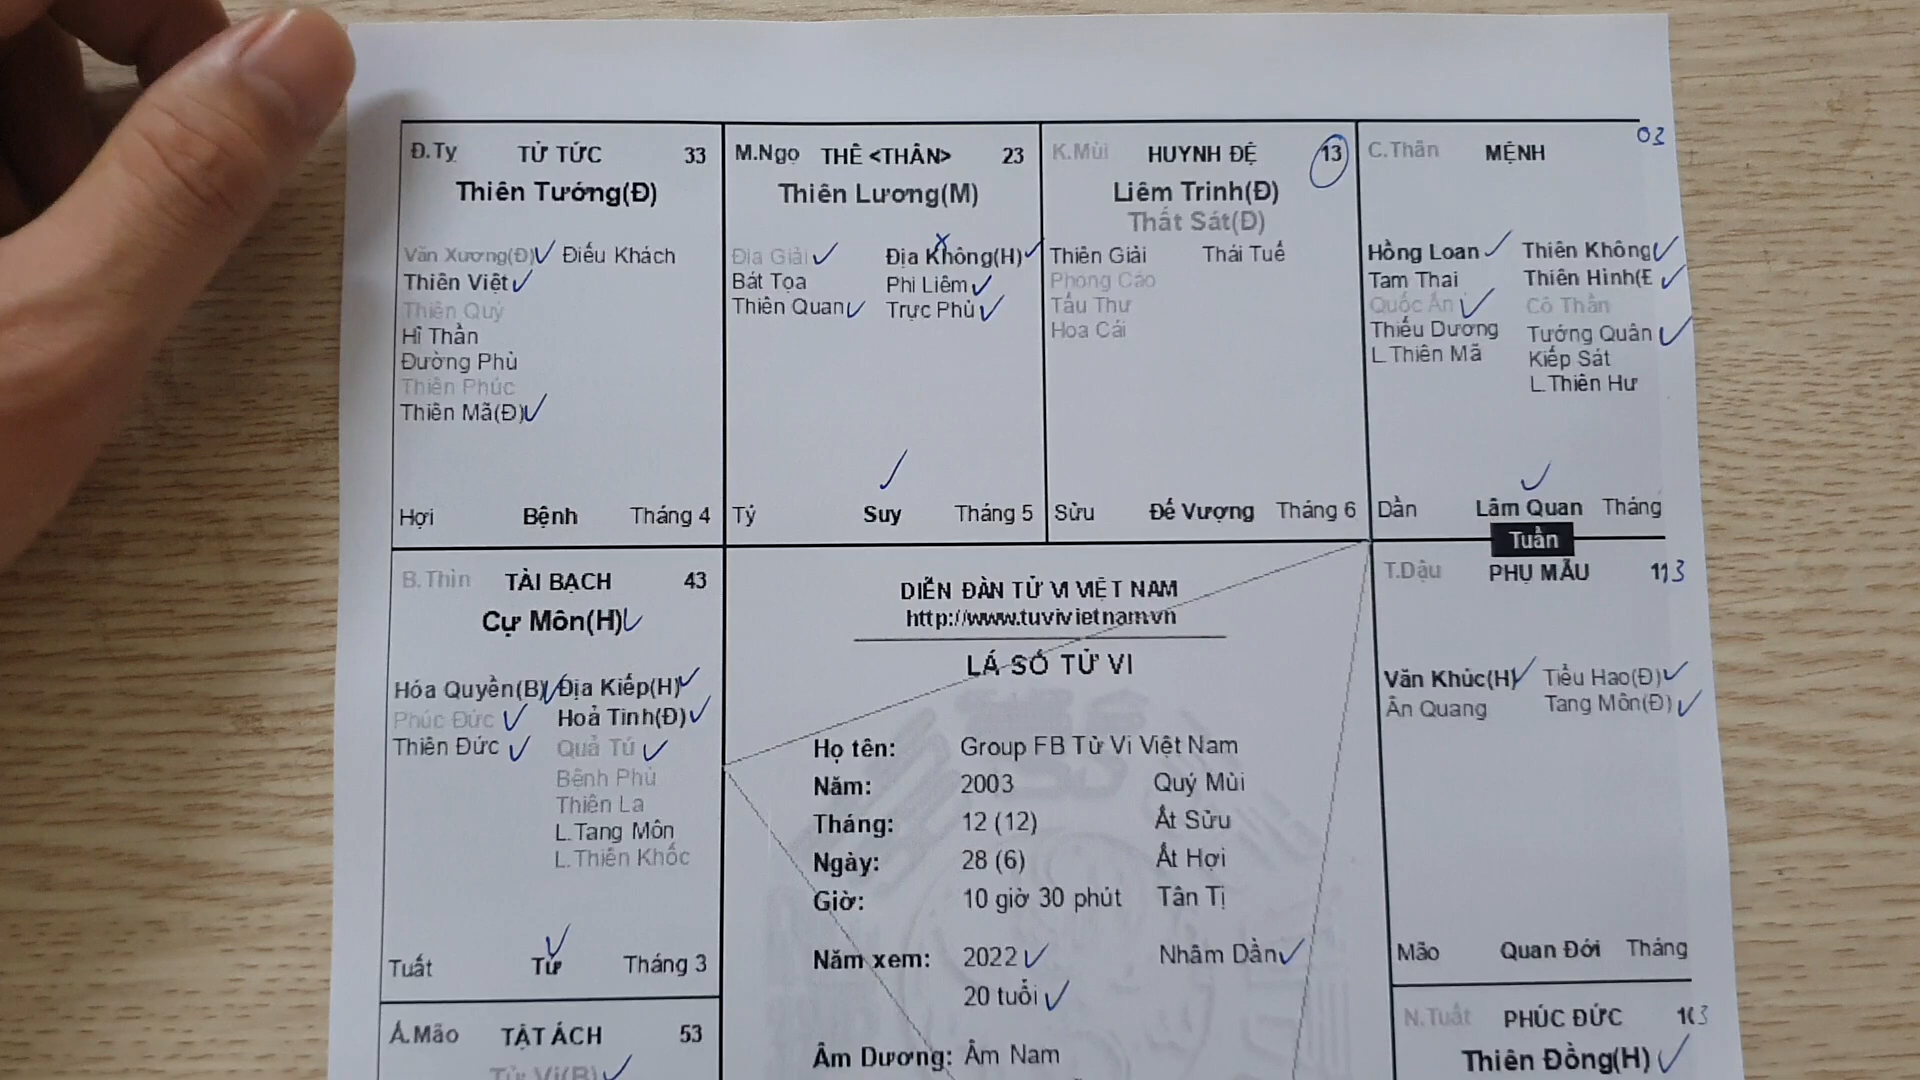 Đ.Tỵ TỬ TỨC 33
Thiên Tướng(Đ)
Văn Xương(Đ) Điếu Khách
Thiên Việt
Thiên Quý
Hỉ Thần
Đường Phù
Thiên Phúc
Thiên Mã(Đ)
Hợi Bệnh Tháng 4
M.Ngọ THÊ <THÂN> 23
Thiên Lương(M)
Địa Giải Địa Không(H)
Bát Tọa Phi Liêm
Thiên Quan Trực Phù
Tý Suy Tháng 5
K.Mùi HUYNH ĐỆ 13
Liêm Trinh(Đ)
Thất Sát(Đ)
Thiên Giải Thái Tuế
Phong Cáo
Tấu Thư
Hoa Cái
Sửu Đế Vượng Tháng 6
C.Thân MỆNH 03
Hồng Loan Thiên Không
Tam Thai Thiên Hình(Đ
Quốc Ấn Cô Thần
Thiếu Dương Tướng Quân
L.Thiên Mã Kiếp Sát
L.Thiên Hư
Dần Lâm Quan Tháng
Tuần
B.Thìn TÀI BẠCH 43
Cự Môn(H)
Hóa Quyền(B) Địa Kiếp(H)
Phúc Đức Hoả Tinh(Đ)
Thiên Đức Quả Tú
Bệnh Phù
Thiên La
L.Tang Môn
L.Thiên Khốc
Tuất Tử Tháng 3
DIỄN ĐÀN TỬ VI VIỆT NAM
http://www.tuvivietnam.vn
LÁ SỐ TỬ VI
Họ tên: Group FB Tử Vi Việt Nam
Năm: 2003 Quý Mùi
Tháng: 12 (12) Ất Sửu
Ngày: 28 (6) Ất Hợi
Giờ: 10 giờ 30 phút Tân Tị
Năm xem: 2022 Nhâm Dần
20 tuổi
Âm Dương: Âm Nam
T.Dậu PHỤ MẪU 113
Văn Khúc(H) Tiểu Hao(Đ)
Ân Quang Tang Môn(Đ)
Mão Quan Đới Tháng
Ấ.Mão TẬT ÁCH 53
Tử Vi(B)
N.Tuất PHÚC ĐỨC 103
Thiên Đồng(H)